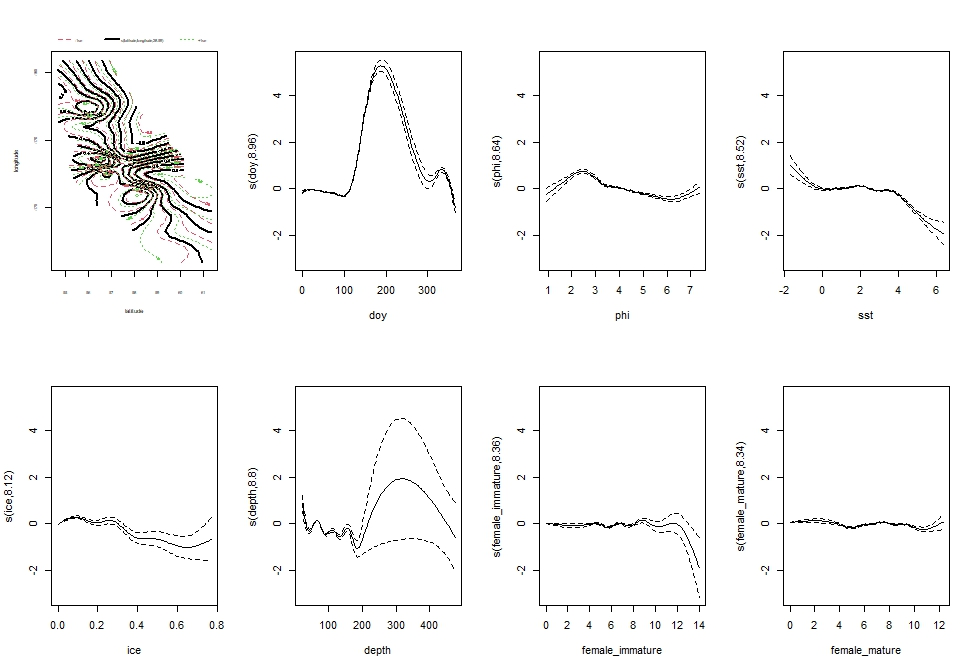 latitude
longitude
s(doy,8.96)
-2 0 2 4
0 100 200 300
doy
s(phi,8.64)
-2 0 2 4
1 2 3 4 5 6 7
phi
s(sst,8.52)
-2 0 2 4
-2 0 2 4 6
sst
s(ice,8.12)
-2 0 2 4
0.0 0.2 0.4 0.6 0.8
ice
s(depth,8.8)
-2 0 2 4
100 200 300 400
depth
s(female_immature,8.36)
-2 0 2 4
0 2 4 6 8 10 12 14
female_immature
s(female_mature,8.34)
-2 0 2 4
0 2 4 6 8 10 12
female_mature